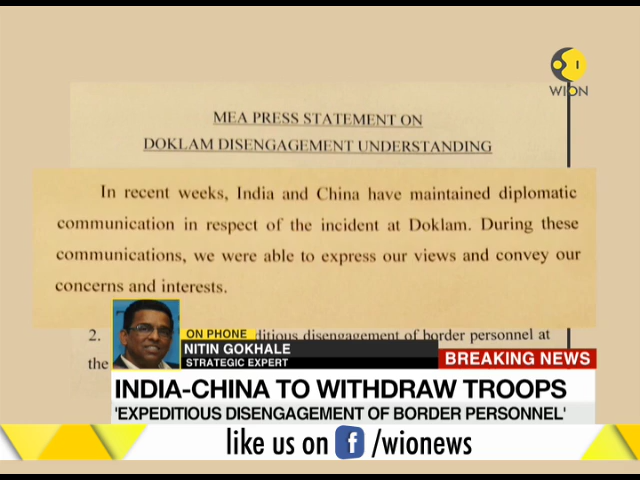 WION
MEA PRESS STATEMENT ON
DOKLAM DISENGAGEMENT UNDERSTANDING
In recent weeks, India and China have maintained diplomatic
communication in respect of the incident at Doklam. During these
communications, we were able to express our views and convey our
concerns and interests.
2. ditious disengagement of border personnel at
the
ON PHONE
NITIN GOKHALE
STRATEGIC EXPERT
BREAKING NEWS
INDIA-CHINA TO WITHDRAW TROOPS
'EXPEDITIOUS DISENGAGEMENT OF BORDER PERSONNEL'
like us on f /wionews